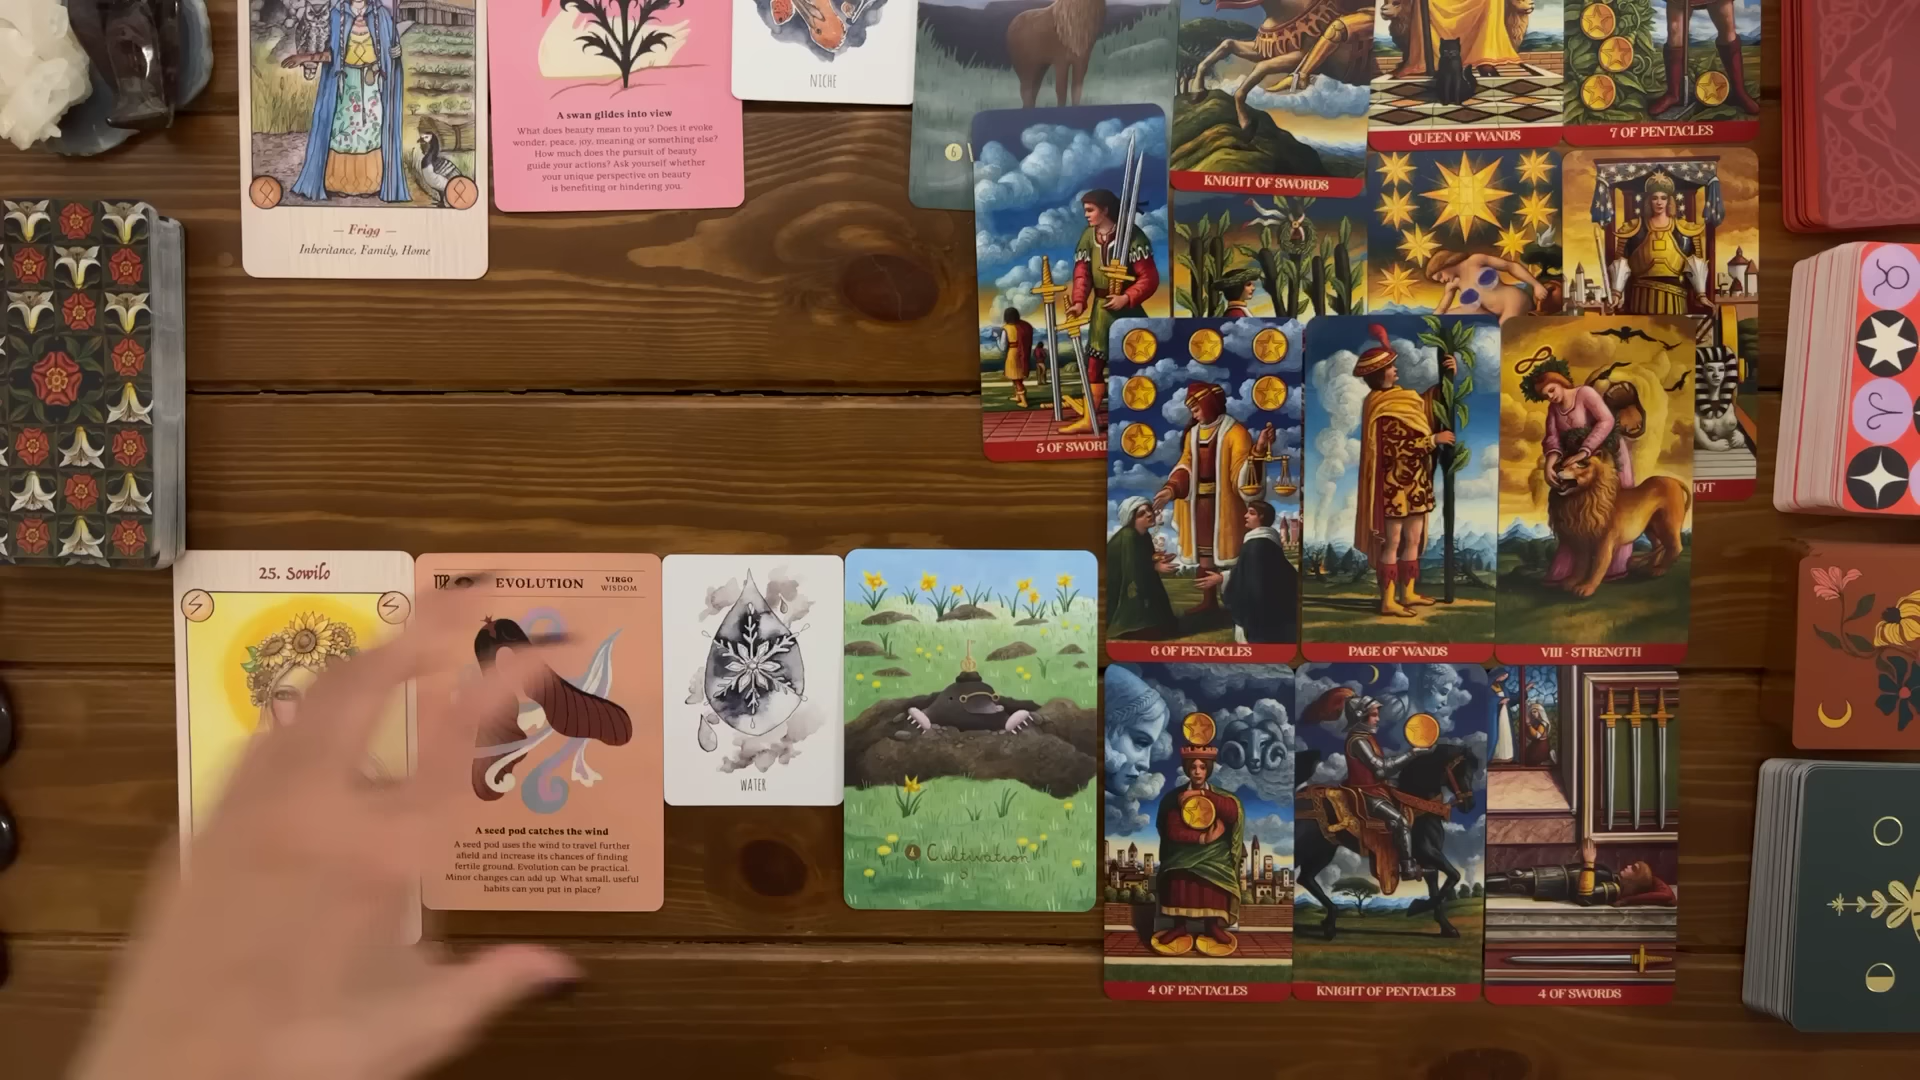 — Frigg —
Inheritance, Family, Home
A swan glides into view
What does beauty mean to you? Does it evoke
wonder, peace, joy, meaning or something else?
How much does the pursuit of beauty
guide your actions? Ask yourself whether
your unique perspective on beauty
is benefiting or hindering you.
NICHE
6
KNIGHT OF SWORDS
QUEEN OF WANDS
7 OF PENTACLES
5 OF SWOR
OT
6 OF PENTACLES
PAGE OF WANDS
VIII · STRENGTH
25. Sowilo
EVOLUTION
VIRGO
WISDOM
A seed pod catches the wind
A seed pod uses the wind to travel further
afield and increase its chances of finding
fertile ground. Evolution can be practical.
Minor changes can add up. What small, useful
habits can you put in place?
WATER
Cultivation
4 OF PENTACLES
KNIGHT OF PENTACLES
4 OF SWORDS